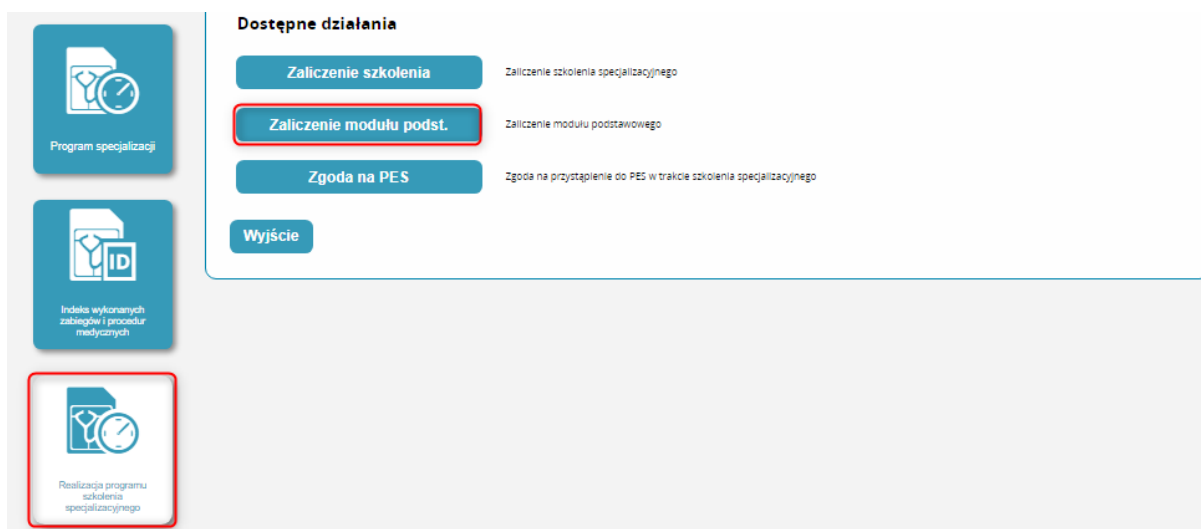 Dostępne działania
Zaliczenie szkolenia
Zaliczenie szkolenia specjalizacyjnego
Zaliczenie modułu podst.
Zaliczenie modułu podstawowego
Zgoda na PES
Zgoda na przystąpienie do PES w trakcie szkolenia specjalizacyjnego
Wyjście
Program specjalizacji
ID
Indeks wykonanych
zabiegów i procedur
medycznych
Realizacja programu
szkolenia
specjalizacyjnego